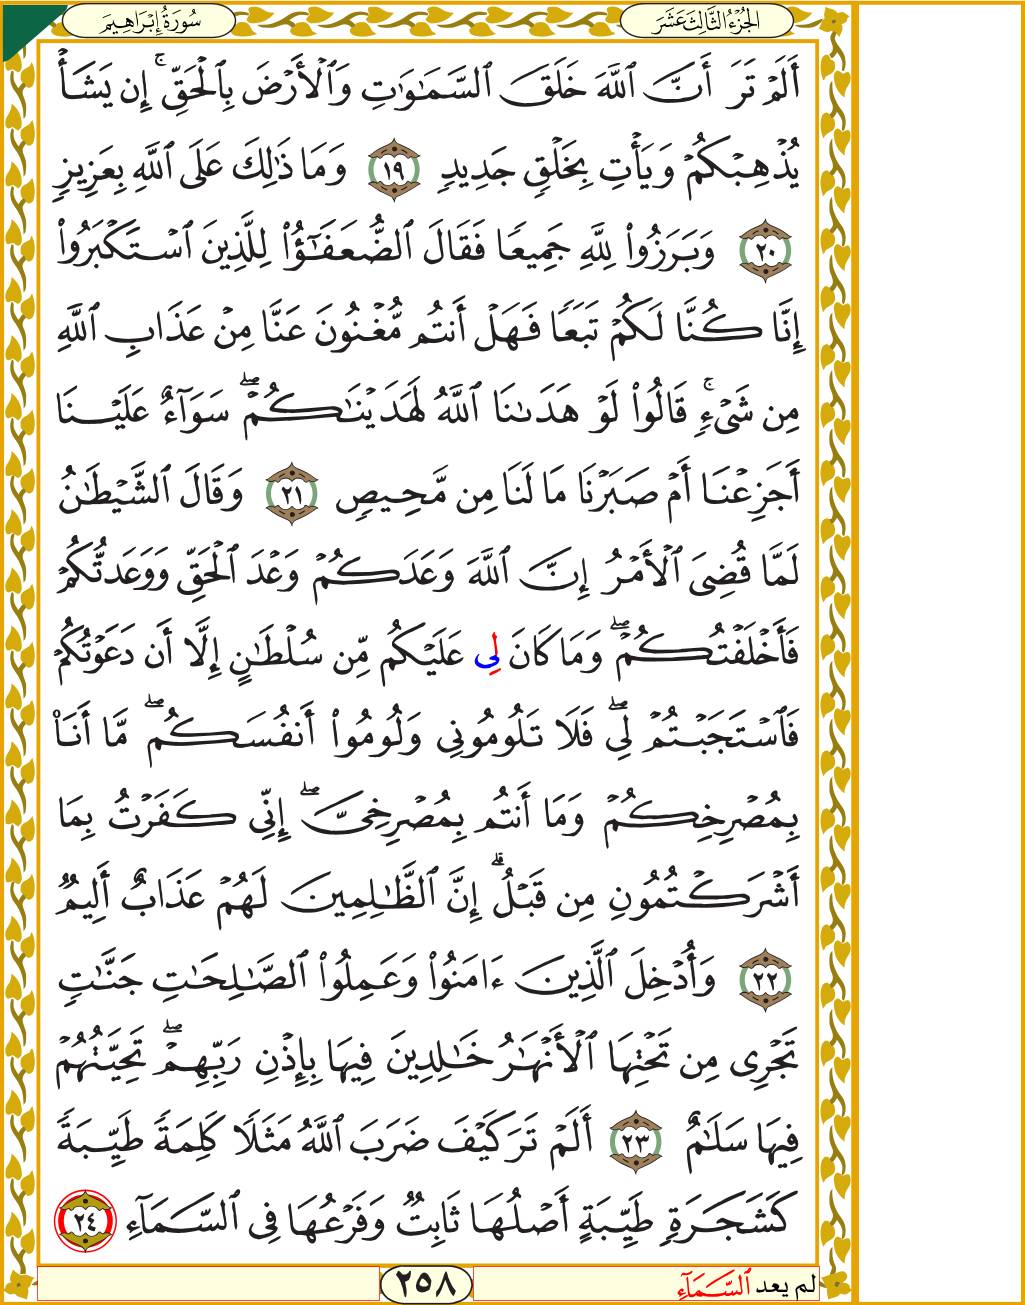 الجُزْءُ الثَّالِثَ عَشَرَ
سُورَةُ إِبْرَاهِيمَ
أَلَمۡ تَرَ أَنَّ ٱللَّهَ خَلَقَ ٱلسَّمَٰوَٰتِ وَٱلۡأَرۡضَ بِٱلۡحَقِّۚ إِن يَشَأۡ
يُذۡهِبۡكُمۡ وَيَأۡتِ بِخَلۡقٖ جَدِيدٖ ١٩ وَمَا ذَٰلِكَ عَلَى ٱللَّهِ بِعَزِيزٖ
٢٠ وَبَرَزُواْ لِلَّهِ جَمِيعٗا فَقَالَ ٱلضُّعَفَٰٓؤُاْ لِلَّذِينَ ٱسۡتَكۡبَرُوٓاْ
إِنَّا كُنَّا لَكُمۡ تَبَعٗا فَهَلۡ أَنتُم مُّغۡنُونَ عَنَّا مِنۡ عَذَابِ ٱللَّهِ
مِن شَيۡءٖۚ قَالُواْ لَوۡ هَدَىٰنَا ٱللَّهُ لَهَدَيۡنَٰكُمۡۖ سَوَآءٌ عَلَيۡنَآ
أَجَزِعۡنَآ أَمۡ صَبَرۡنَا مَا لَنَا مِن مَّحِيصٖ ٢١ وَقَالَ ٱلشَّيۡطَٰنُ
لَمَّا قُضِيَ ٱلۡأَمۡرُ إِنَّ ٱللَّهَ وَعَدَكُمۡ وَعۡدَ ٱلۡحَقِّ وَوَعَدتُّكُمۡ
فَأَخۡلَفۡتُكُمۡۖ وَمَا كَانَ لِي عَلَيۡكُم مِّن سُلۡطَٰنٍ إِلَّآ أَن دَعَوۡتُكُمۡ
فَٱسۡتَجَبۡتُمۡ لِيۖ فَلَا تَلُومُونِي وَلُومُوٓاْ أَنفُسَكُمۖ مَّآ أَنَا۠
بِمُصۡرِخِكُمۡ وَمَآ أَنتُم بِمُصۡرِخِيَّۖ إِنِّي كَفَرۡتُ بِمَآ
أَشۡرَكۡتُمُونِ مِن قَبۡلُۗ إِنَّ ٱلظَّٰلِمِينَ لَهُمۡ عَذَابٌ أَلِيمٞ
٢٢ وَأُدۡخِلَ ٱلَّذِينَ ءَامَنُواْ وَعَمِلُواْ ٱلصَّٰلِحَٰتِ جَنَّٰتٖ
تَجۡرِي مِن تَحۡتِهَا ٱلۡأَنۡهَٰرُ خَٰلِدِينَ فِيهَا بِإِذۡنِ رَبِّهِمۡۖ تَحِيَّتُهُمۡ
فِيهَا سَلَٰمٌ ٢٣ أَلَمۡ تَرَ كَيۡفَ ضَرَبَ ٱللَّهُ مَثَلٗا كَلِمَةٗ طَيِّبَةٗ
كَشَجَرَةٖ طَيِّبَةٍ أَصۡلُهَا ثَابِتٞ وَفَرۡعُهَا فِي ٱلسَّمَآءِ ٢٤
لم يعد ٱلسَّمَآءِ
٢٥٨